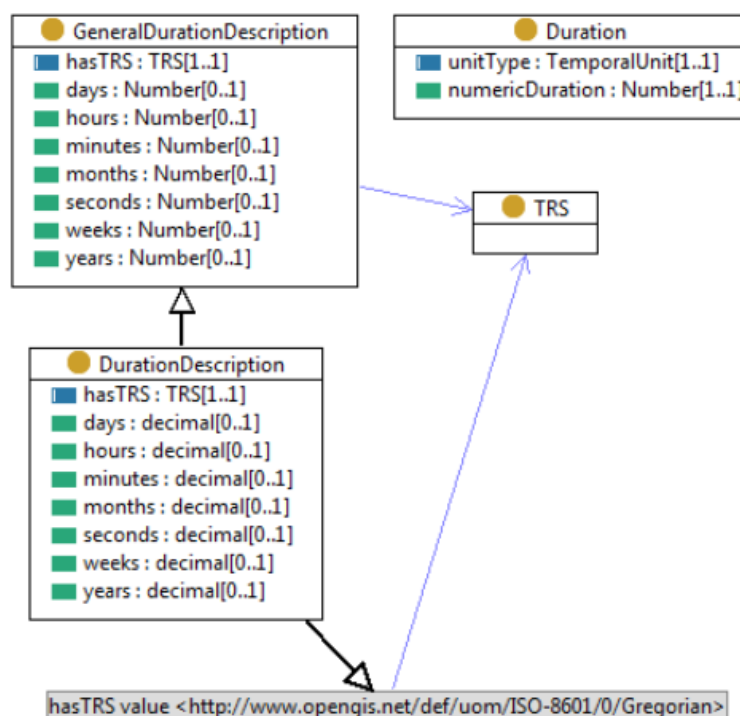 GeneralDurationDescription
hasTRS : TRS[1..1]
days : Number[0..1]
hours : Number[0..1]
minutes : Number[0..1]
months : Number[0..1]
seconds : Number[0..1]
weeks : Number[0..1]
years : Number[0..1]
Duration
unitType : TemporalUnit[1..1]
numericDuration : Number[1..1]
TRS
DurationDescription
hasTRS : TRS[1..1]
days : decimal[0..1]
hours : decimal[0..1]
minutes : decimal[0..1]
months : decimal[0..1]
seconds : decimal[0..1]
weeks : decimal[0..1]
years : decimal[0..1]
hasTRS value <http://www.opengis.net/def/uom/ISO-8601/0/Gregorian>